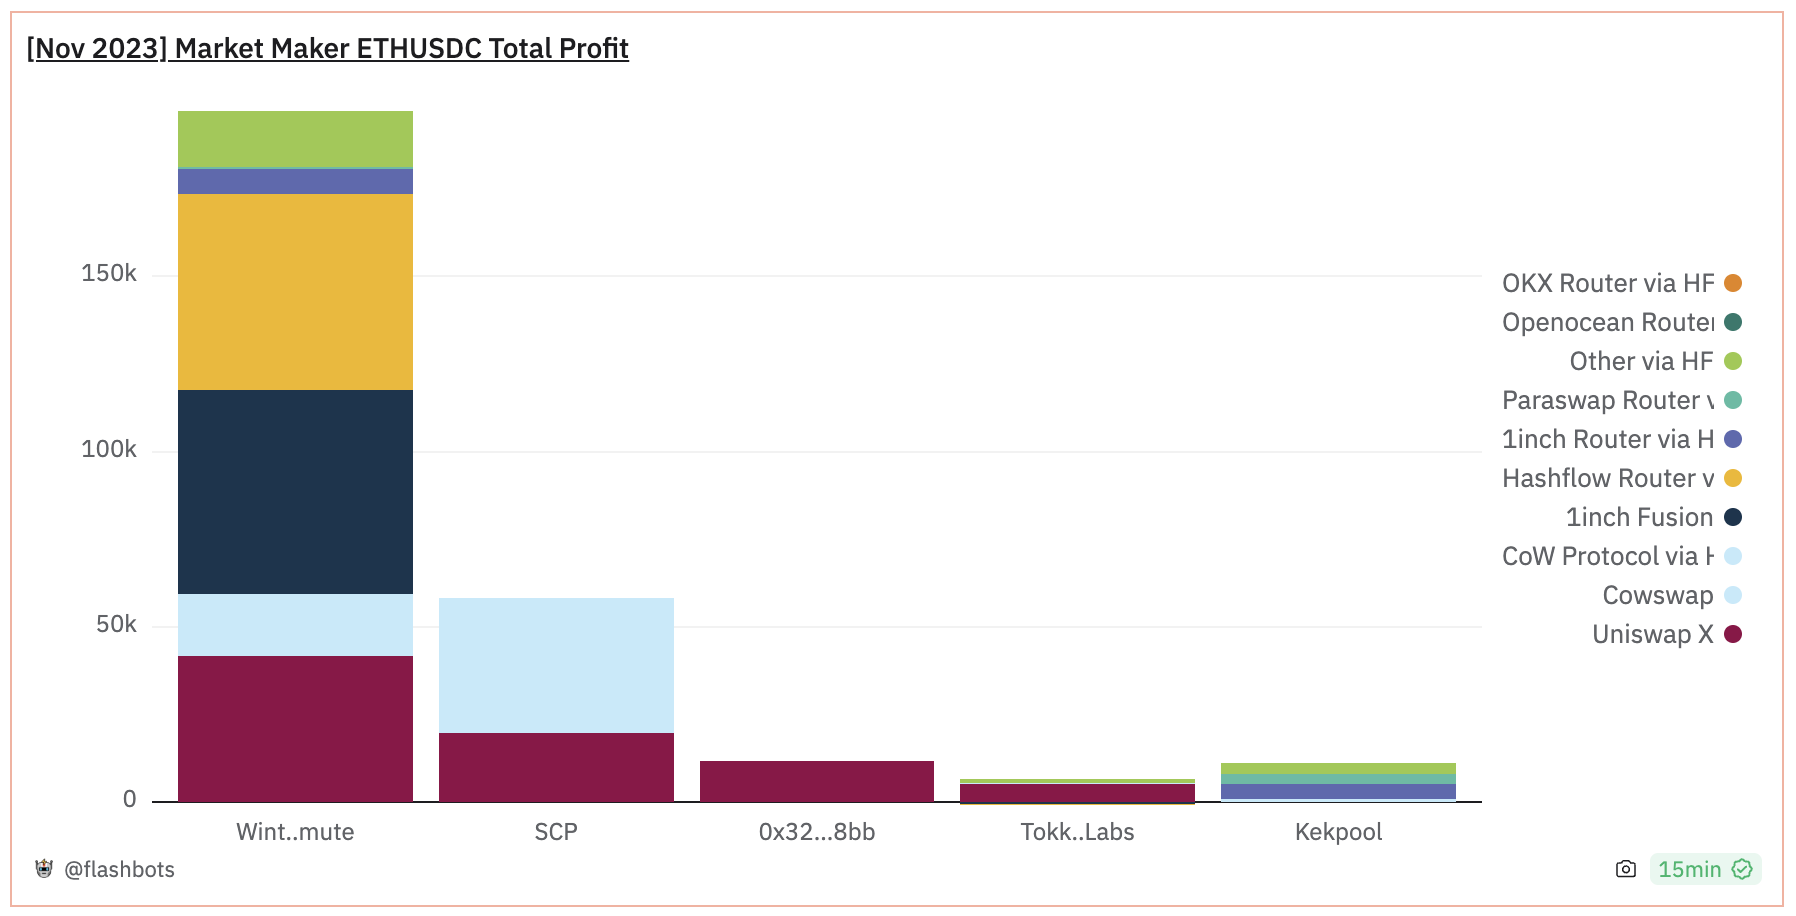 [Nov 2023] Market Maker ETHUSDC Total Profit
150k
100k
50k
0
Wint..mute
SCP
0x32...8bb
Tokk..Labs
Kekpool
OKX Router via HF
Openocean Router
Other via HF
Paraswap Router v
1inch Router via H
Hashflow Router v
1inch Fusion
CoW Protocol via H
Cowswap
Uniswap X
@flashbots
15min